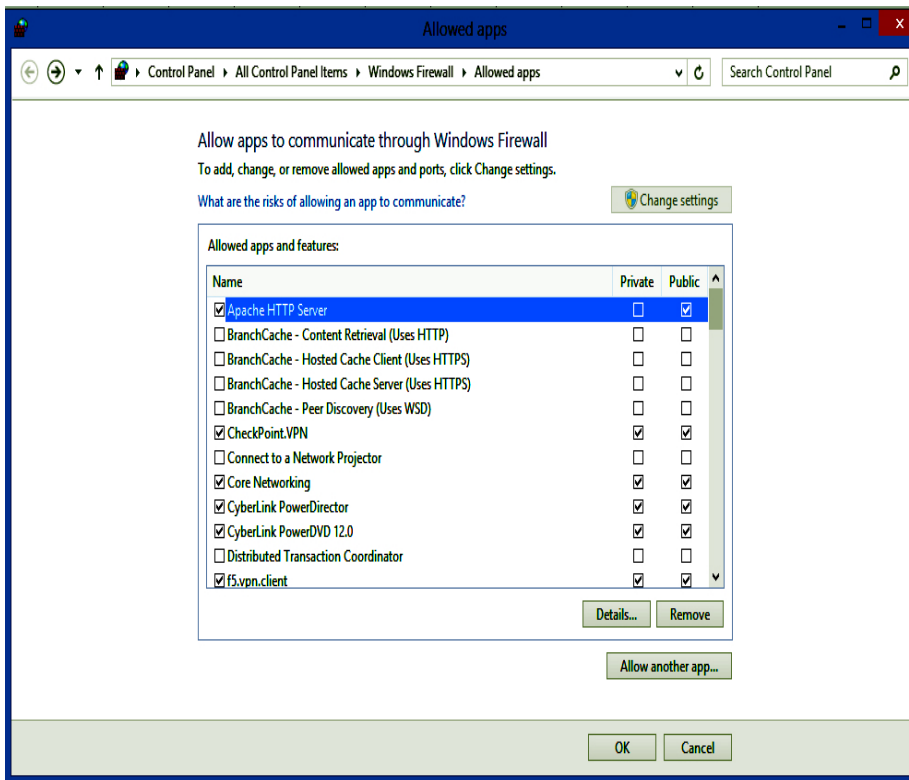 Allowed apps
x
Control Panel All Control Panel Items Windows Firewall Allowed apps
Search Control Panel
Allow apps to communicate through Windows Firewall
To add, change, or remove allowed apps and ports, click Change settings.
What are the risks of allowing an app to communicate?
Change settings
Allowed apps and features:
Name Private Public
Apache HTTP Server
BranchCache - Content Retrieval (Uses HTTP)
BranchCache - Hosted Cache Client (Uses HTTPS)
BranchCache - Hosted Cache Server (Uses HTTPS)
BranchCache - Peer Discovery (Uses WSD)
CheckPoint.VPN
Connect to a Network Projector
Core Networking
CyberLink PowerDirector
CyberLink PowerDVD 12.0
Distributed Transaction Coordinator
f5.vpn.client
Details... Remove
Allow another app...
OK Cancel